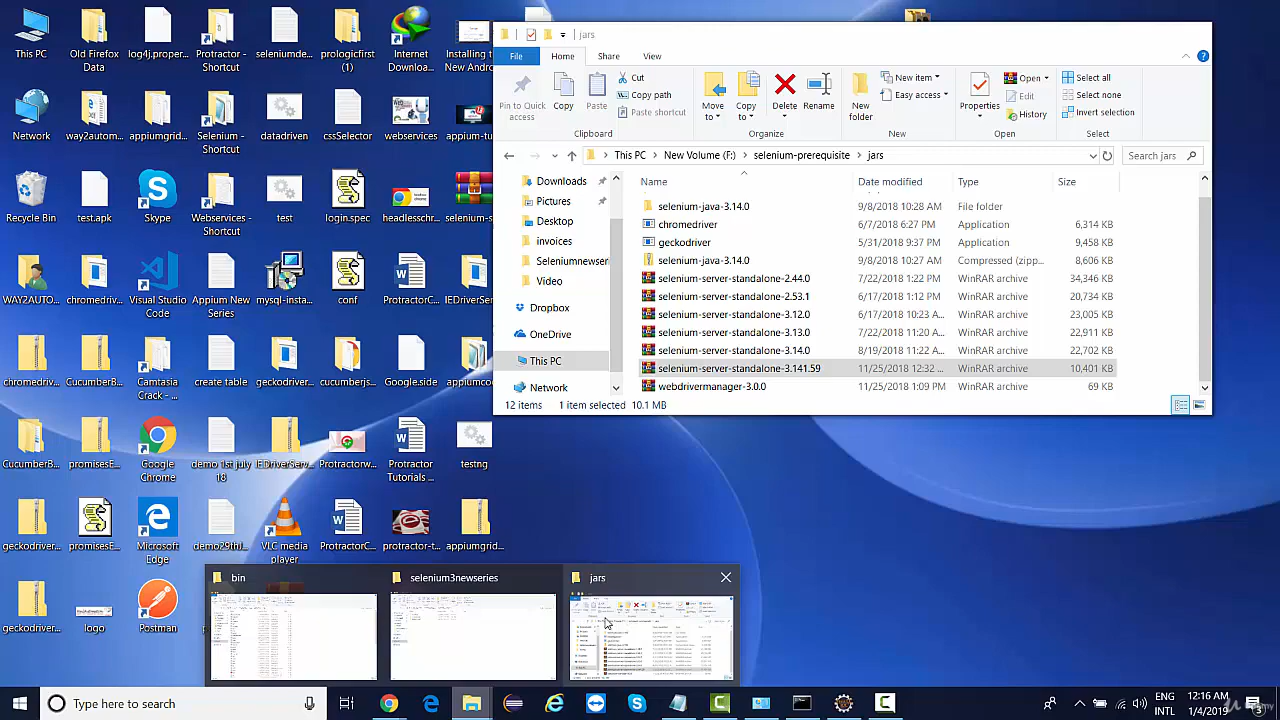 This PC
Old Firefox
Data
log4j.proper...
Protractor
Shortcut
seleniumde...
prologicfirst
(1)
Internet
Downloa...
Installing t
New Andro
Network
way2autom...
appiumgrid...
Selenium -
Shortcut
datadriven
cssSelector
webservices
appium-tu
Recycle Bin
test.apk
Skype
Webservices -
Shortcut
test
login.spec
headlesschr...
selenium-s
WAY2AUTO...
chromedriv...
Visual Studio
Code
Appium New
Series
mysql-insta...
conf
ProtractorC...
IEDriverSer
chromedriv...
CucumberS...
Camtasia
Crack - ...
create table
geckodriver...
cucumberjs...
Google.side
appiumcoo
CucumberB...
promisesE...
Google
Chrome
demo 1st july
18
IEDriverServ...
Protractorw...
Protractor
Tutorials ...
testng
geckodriver...
promisesE...
Microsoft
Edge
demo29thJ...
VLC media
player
ProtractorC...
protractor-t...
appiumgrid...
geckodriver...
logo
Postman
jars
File
Home
Share
View
Pin to Quick
access
Copy
Paste
Cut
Copy path
Paste shortcut
Clipboard
Move
to
Copy
to
Delete
Rename
Organize
New
folder
New item
Easy access
New
Properties
Open
Edit
History
Open
Select all
Select none
Invert selection
Select
This PC
New Volume (F:)
selenium-prerequisite
jars
Search jars
Downloads
Pictures
Desktop
invoices
Seleniumnewser
Video
Dropbox
OneDrive
This PC
Network
Name Date modified Type Size
selenium-java-3.14.0 9/8/2018 10:28 AM File folder
chromedriver 6/7/2018 6:27 PM Application 6,314 KB
geckodriver 5/31/2018 9:37 PM Application 9,458 KB
selenium-java-3.14.0 9/8/2018 10:27 AM Compressed (zipp... 8,606 KB
selenium-server-standalone-2.44.0 7/22/2018 1:22 PM WinRAR archive 34,346 KB
selenium-server-standalone-2.53.1 6/17/2018 1:12 PM WinRAR archive 20,734 KB
selenium-server-standalone-3.12.0 6/17/2018 10:23 A... WinRAR archive 23,005 KB
selenium-server-standalone-3.13.0 7/22/2018 11:20 A... WinRAR archive 22,911 KB
selenium-server-standalone-3.14.0 8/19/2018 11:22 A... WinRAR archive 22,702 KB
selenium-server-standalone-3.141.59 11/25/2018 12:32 ... WinRAR archive 10,401 KB
webdrivermanager-3.0.0 11/25/2018 1:09 PM WinRAR archive 69 KB
12 items 1 item selected 10.1 MB
bin
selenium3newseries
jars
Type here to search
ENG
INTL
12:16 AM
1/4/2019